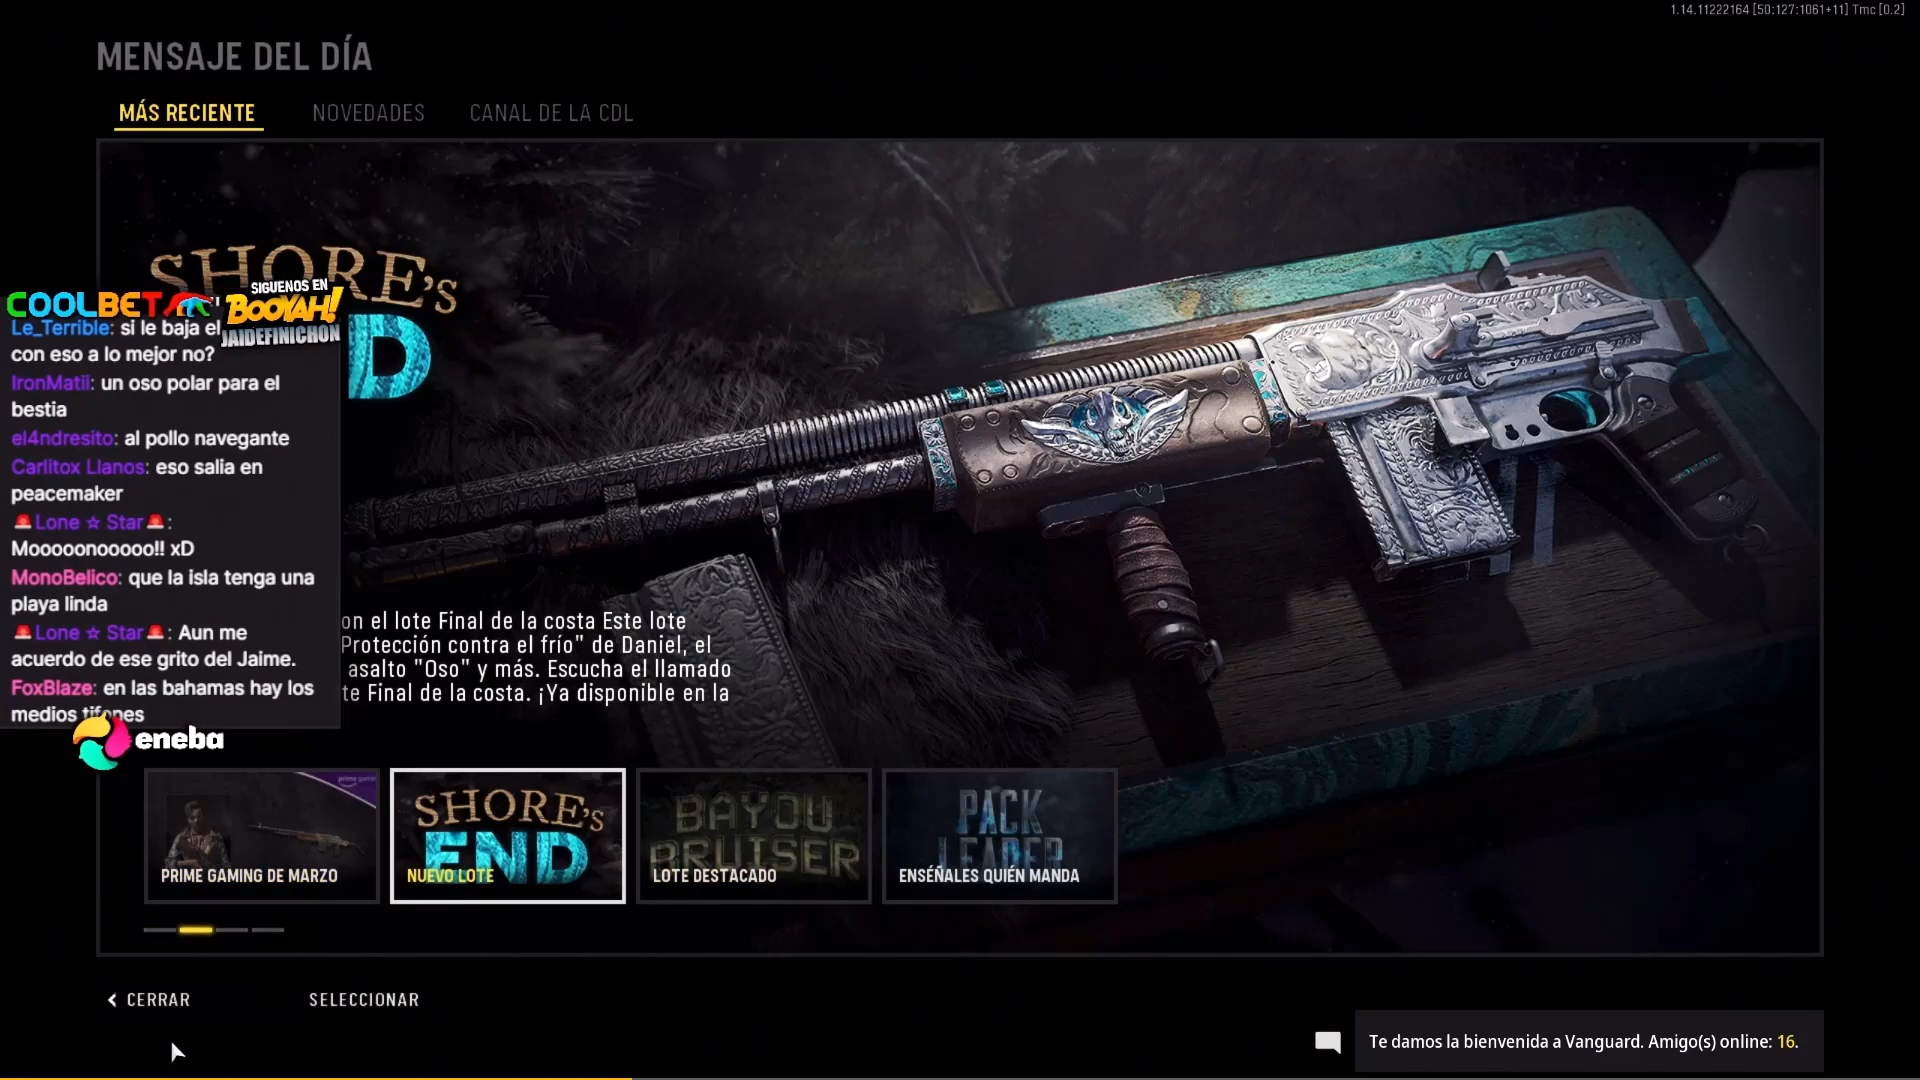 1.14.11222164 [50:127:1061+11] Tmc [0.2]
MENSAJE DEL DÍA
MÁS RECIENTE
NOVEDADES
CANAL DE LA CDL
SHORE's
SIGUENOS EN
COOLBET
BOOYAH!
JAIDEFINICHON
Le_Terrible: si le baja el
con eso a lo mejor no?
IronMatii: un oso polar para el
bestia
el4ndresito: al pollo navegante
Carlitox Llanos: eso salia en
peacemaker
🚨Lone ☆ Star🚨:
Mooooonooooo!! xD
MonoBelico: que la isla tenga una
playa linda
🚨Lone ☆ Star🚨: Aun me
acuerdo de ese grito del Jaime.
FoxBlaze: en las bahamas hay los
medios tifones
on el lote Final de la costa Este lote
Protección contra el frío" de Daniel, el
asalto "Oso" y más. Escucha el llamado
te Final de la costa. ¡Ya disponible en la
eneba
prime gaming
PRIME GAMING DE MARZO
SHORE's
END
NUEVO LOTE
BAYOU
BRUISER
LOTE DESTACADO
PACK
LEADER
ENSÉÑALES QUIÉN MANDA
CERRAR
SELECCIONAR
Te damos la bienvenida a Vanguard. Amigo(s) online: 16.